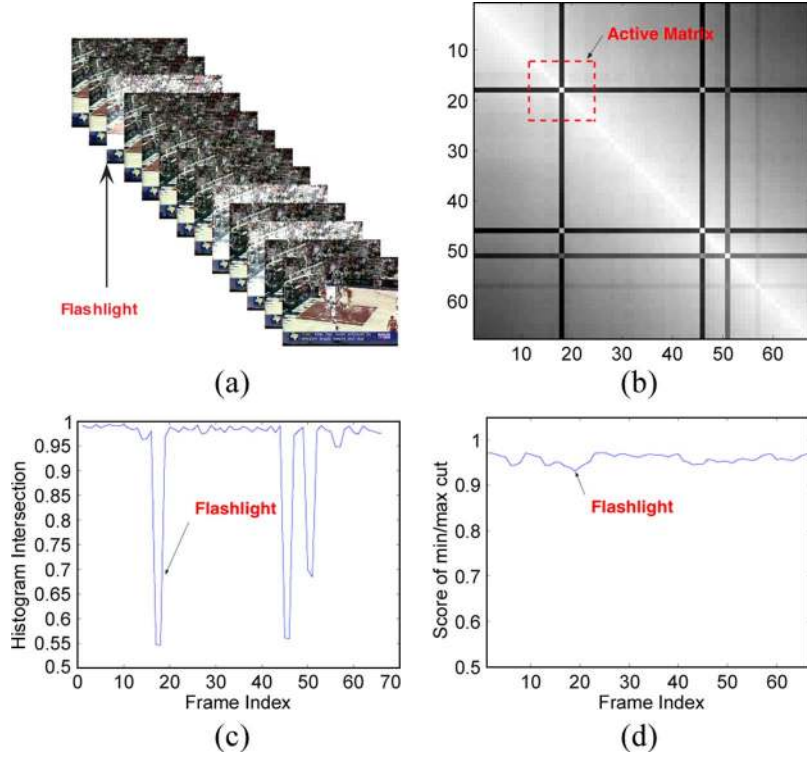 Flashlight
(a)
Active Matrix
10
20
30
40
50
60
10 20 30 40 50 60
(b)
Histogram Intersection
1
0.95
0.9
0.85
0.8
0.75
0.7
0.65
0.6
0.55
0.5
Flashlight
0 10 20 30 40 50 60 70
Frame Index
(c)
Score of min/max cut
1
0.9
0.8
0.7
0.6
0.5
Flashlight
10 20 30 40 50 60
Frame Index
(d)